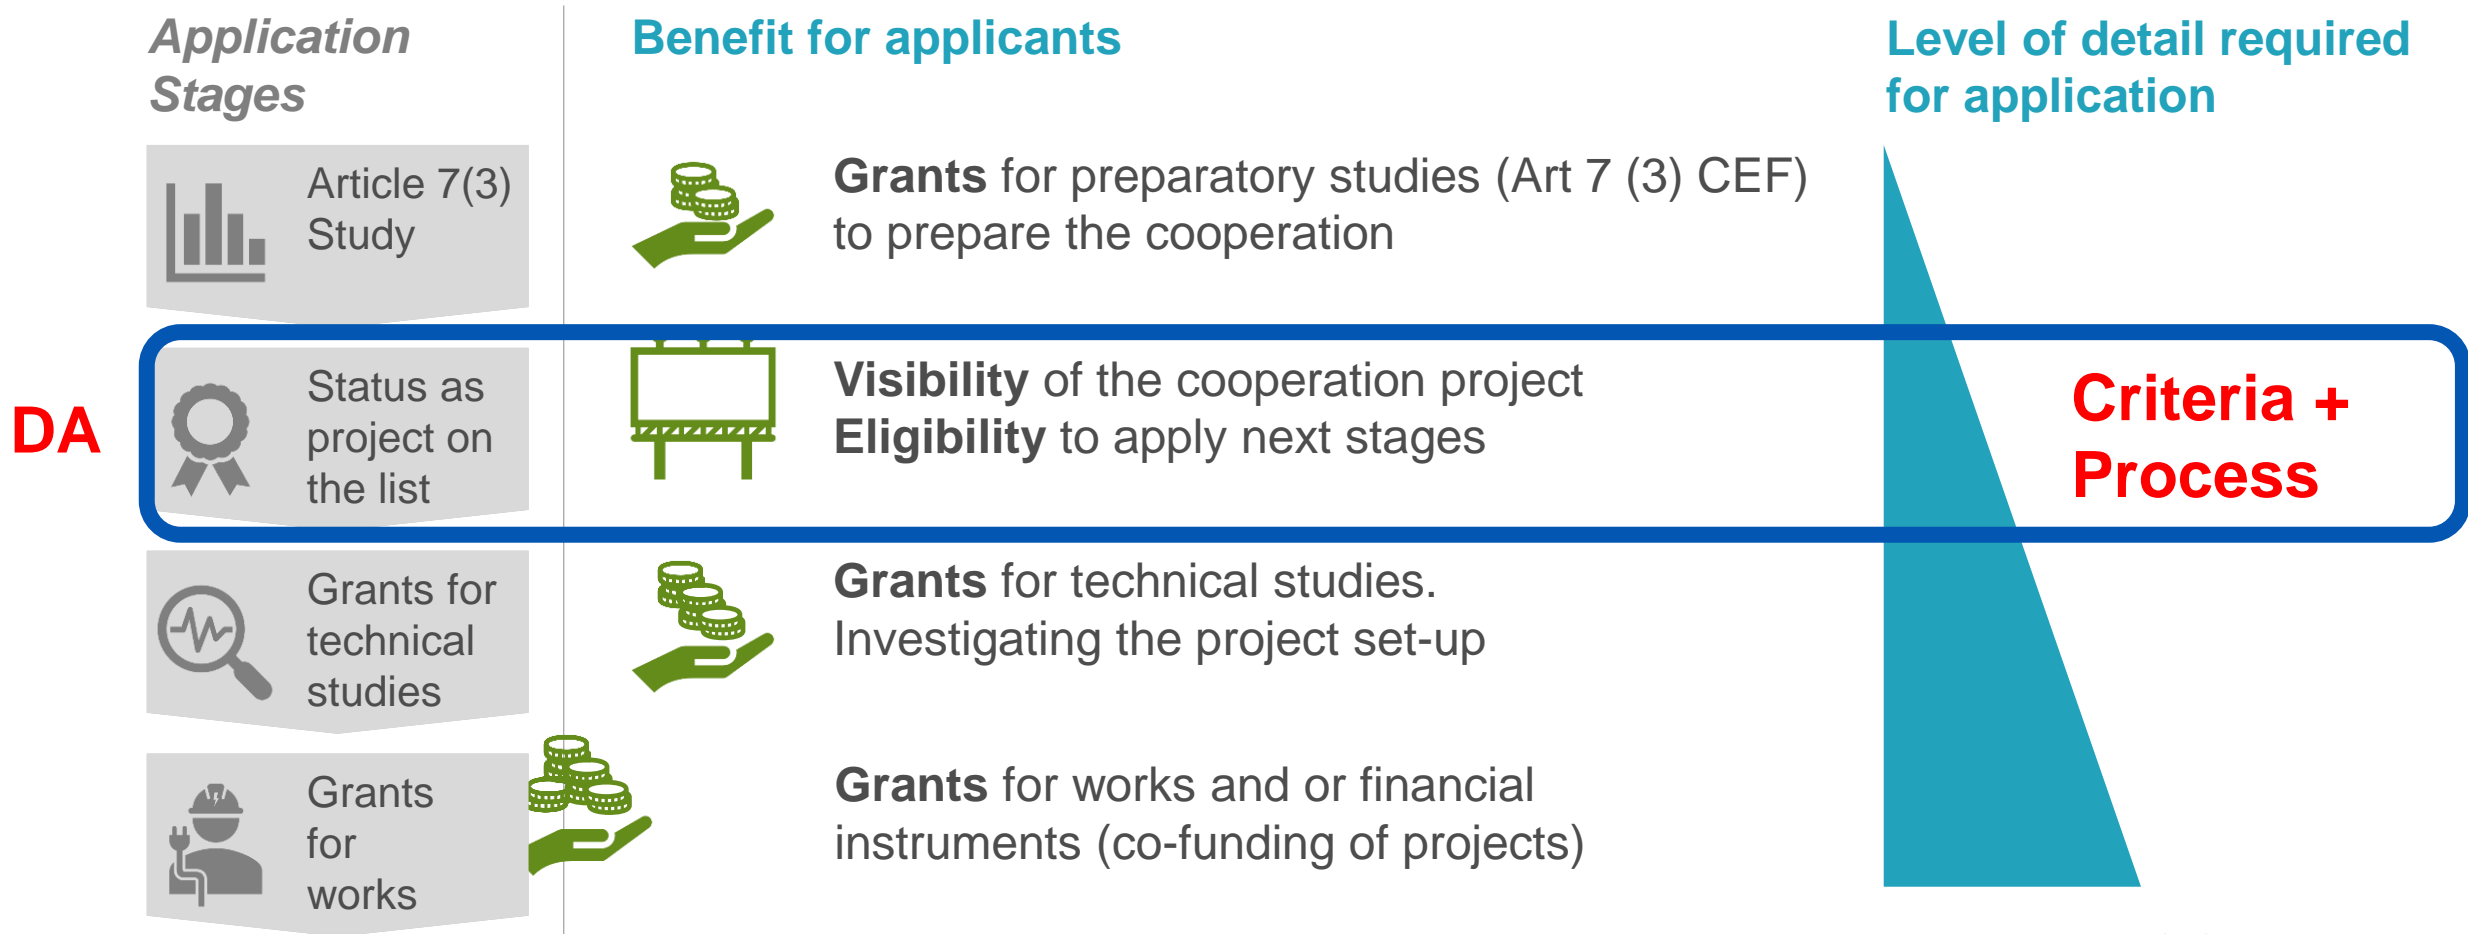 Application
Stages
Benefit for applicants
Level of detail required
for application
Article 7(3)
Study
Grants for preparatory studies (Art 7 (3) CEF)
to prepare the cooperation
DA
Status as
project on
the list
Visibility of the cooperation project
Eligibility to apply next stages
Criteria +
Process
Grants for
technical
studies
Grants for technical studies.
Investigating the project set-up
Grants
for
works
Grants for works and or financial
instruments (co-funding of projects)